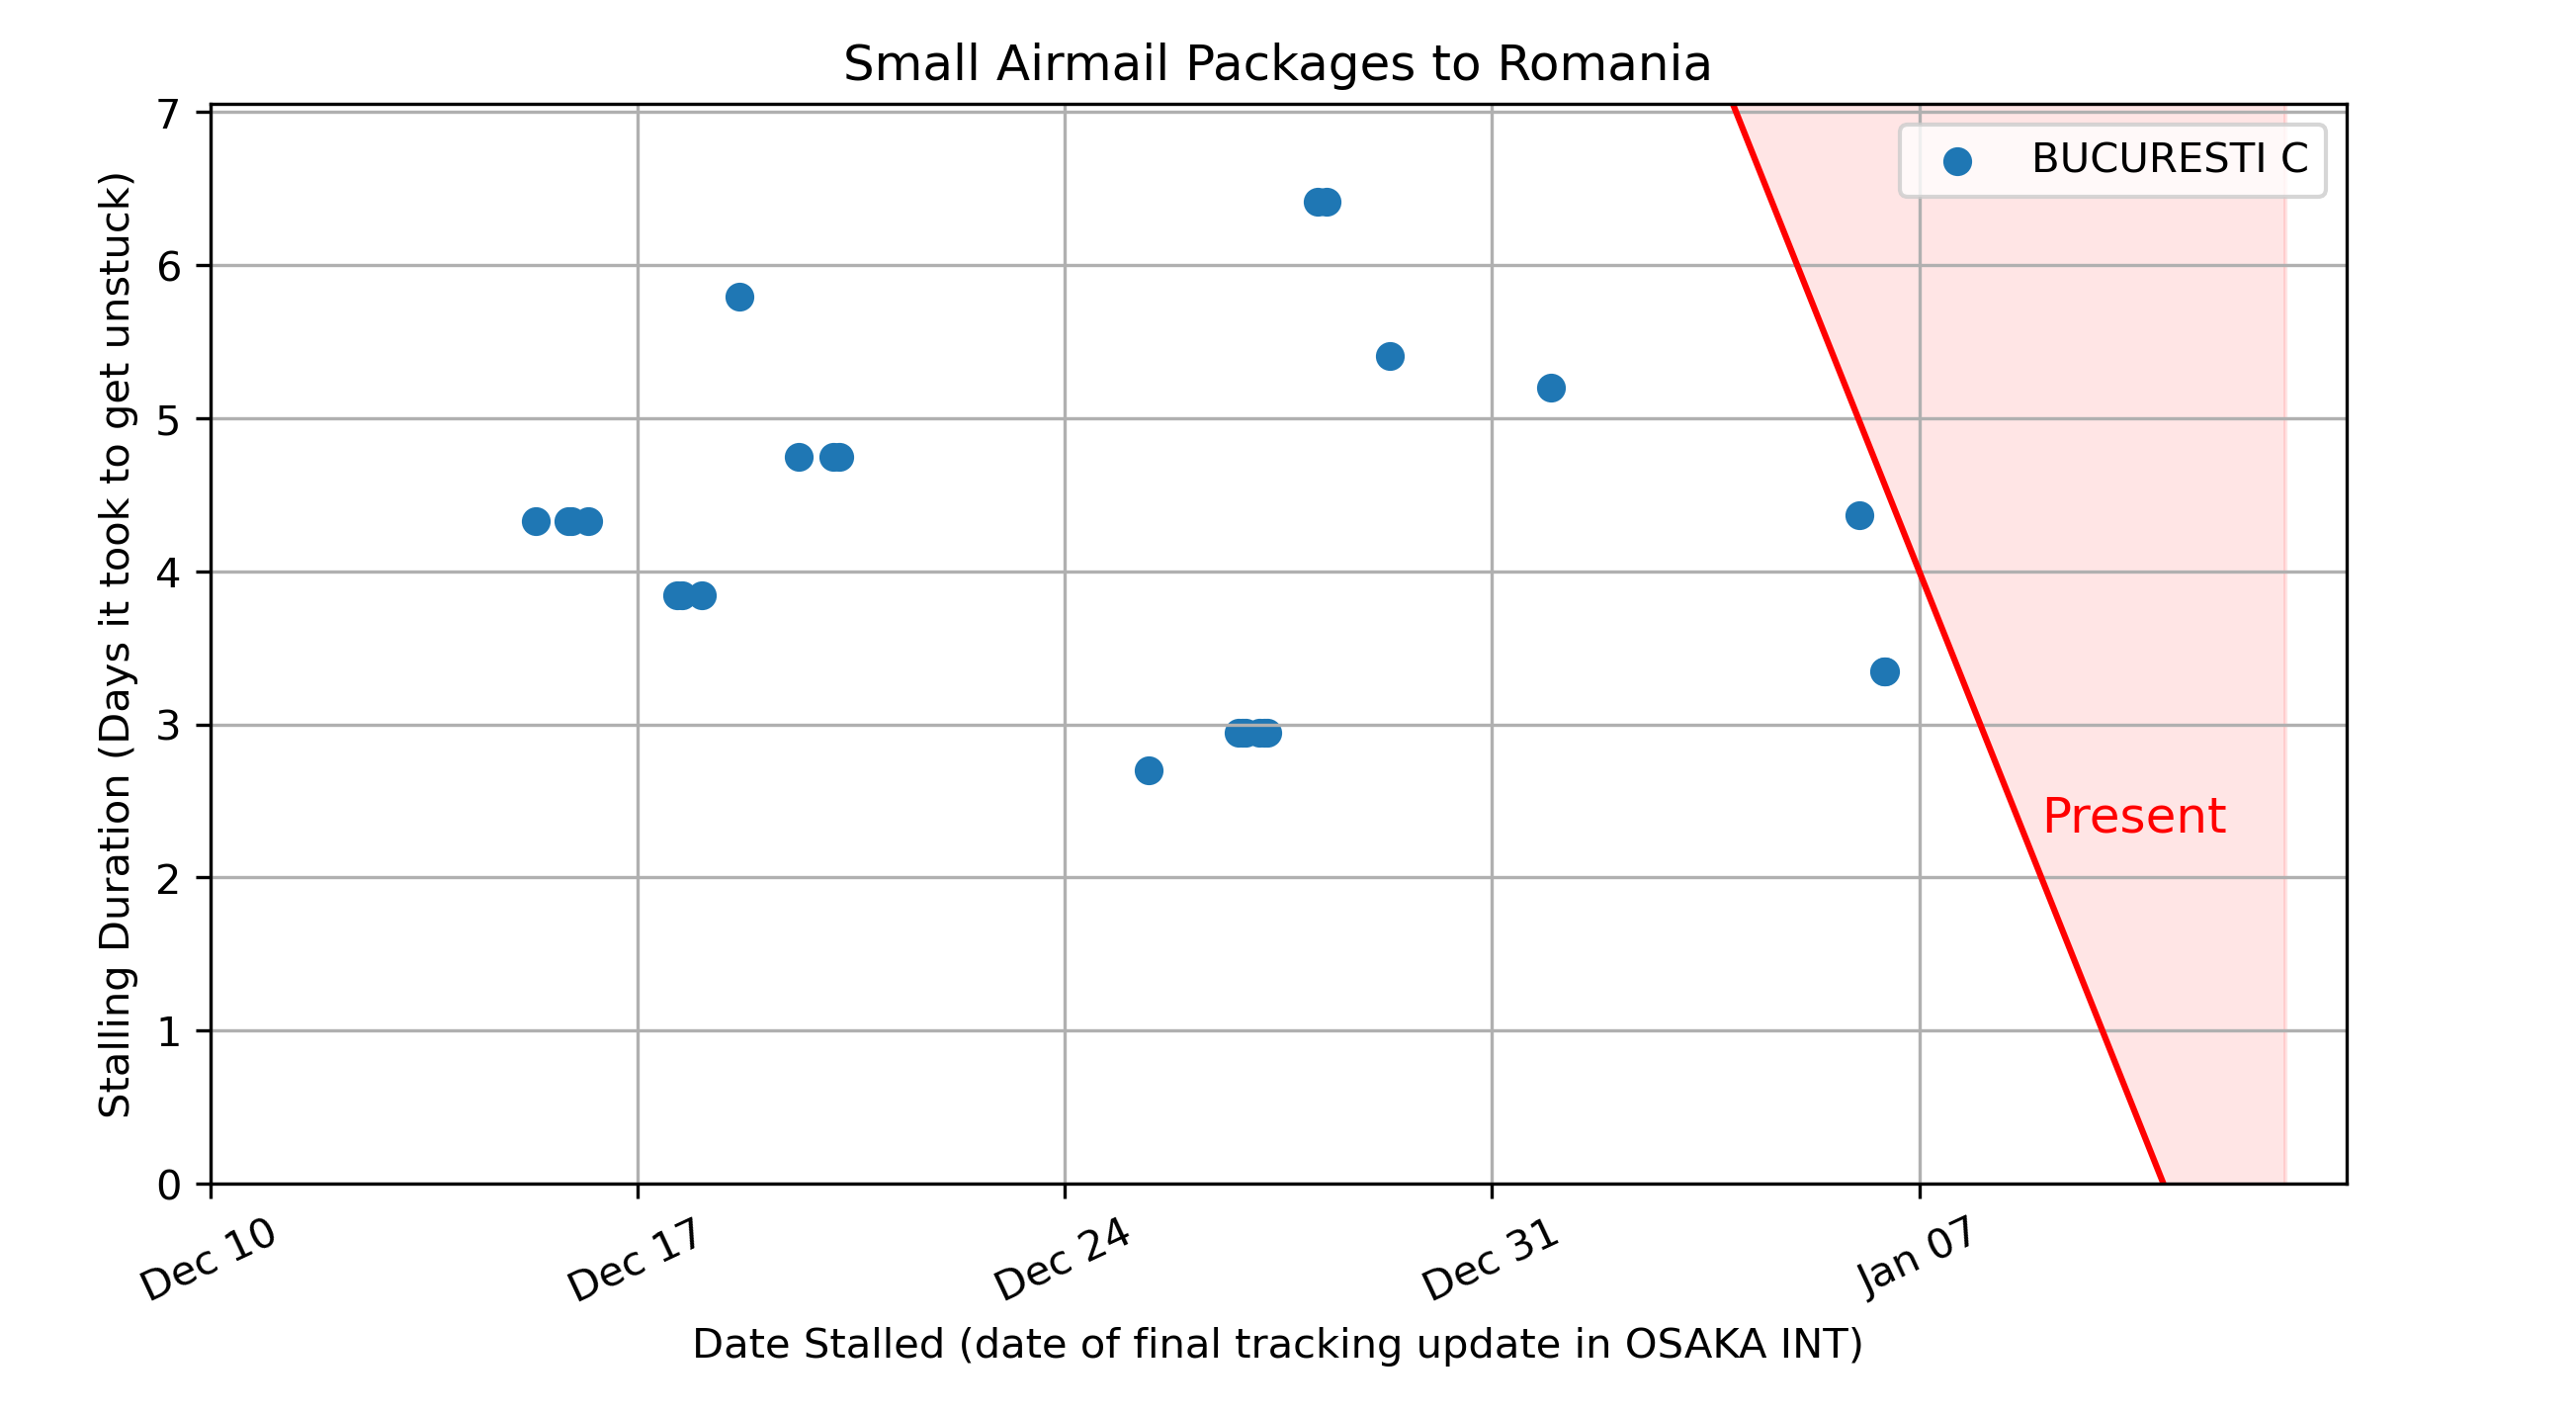 Small Airmail Packages to Romania
BUCURESTI C
Stalling Duration (Days it took to get unstuck)
7
6
5
4
3
2
1
0
Present
Dec 10
Dec 17
Dec 24
Dec 31
Jan 07
Date Stalled (date of final tracking update in OSAKA INT)